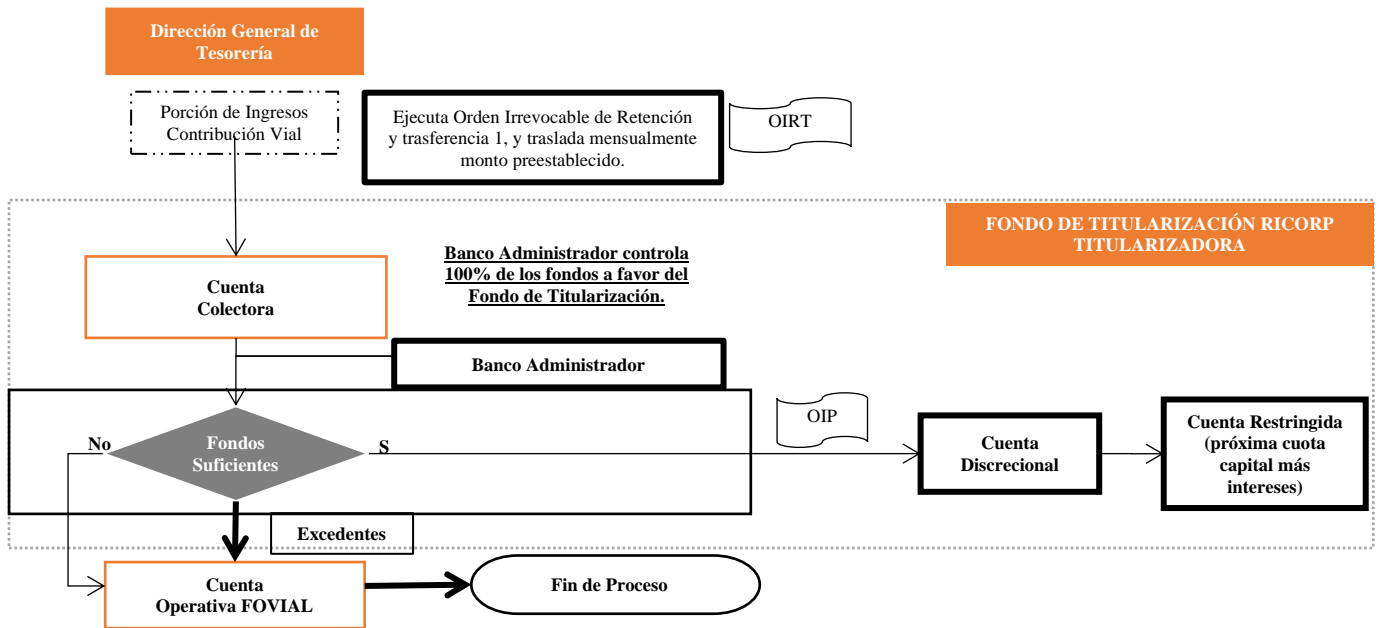 Dirección General de
Tesorería
Porción de Ingresos
Contribución Vial
Ejecuta Orden Irrevocable de Retención
y trasferencia 1, y traslada mensualmente
monto preestablecido.
OIRT
FONDO DE TITULARIZACIÓN RICORP
TITULARIZADORA
Banco Administrador controla
100% de los fondos a favor del
Fondo de Titularización.
Cuenta
Colectora
Banco Administrador
No
Fondos
Suficientes
S
OIP
Cuenta
Discrecional
Cuenta Restringida
(próxima cuota
capital más
intereses)
Excedentes
Cuenta
Operativa FOVIAL
Fin de Proceso